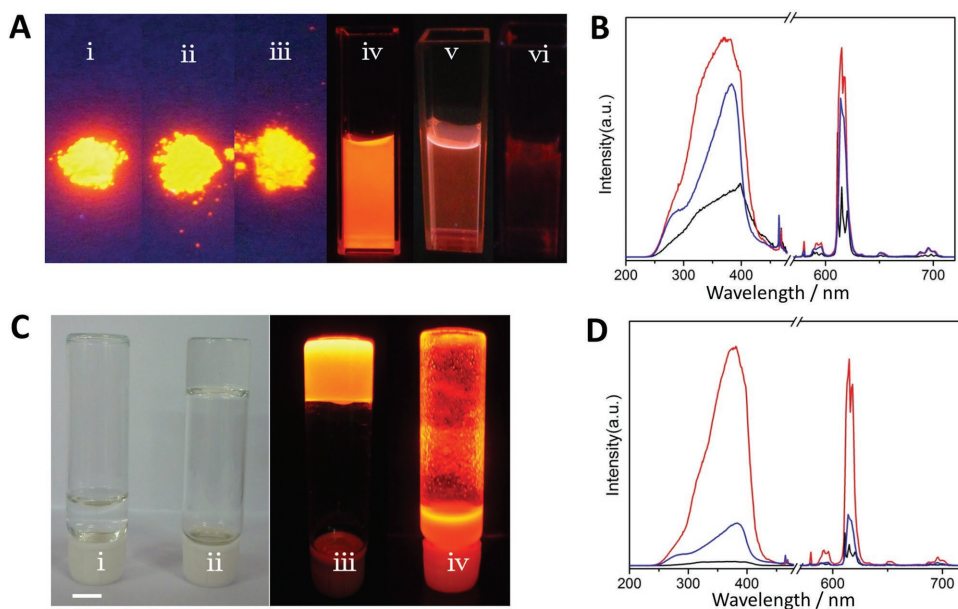 A
i ii iii iv v vi
B
Intensity(a.u.)
200 300 400 600 700
Wavelength / nm
C
i ii iii iv
D
Intensity(a.u.)
200 300 400 600 700
Wavelength / nm